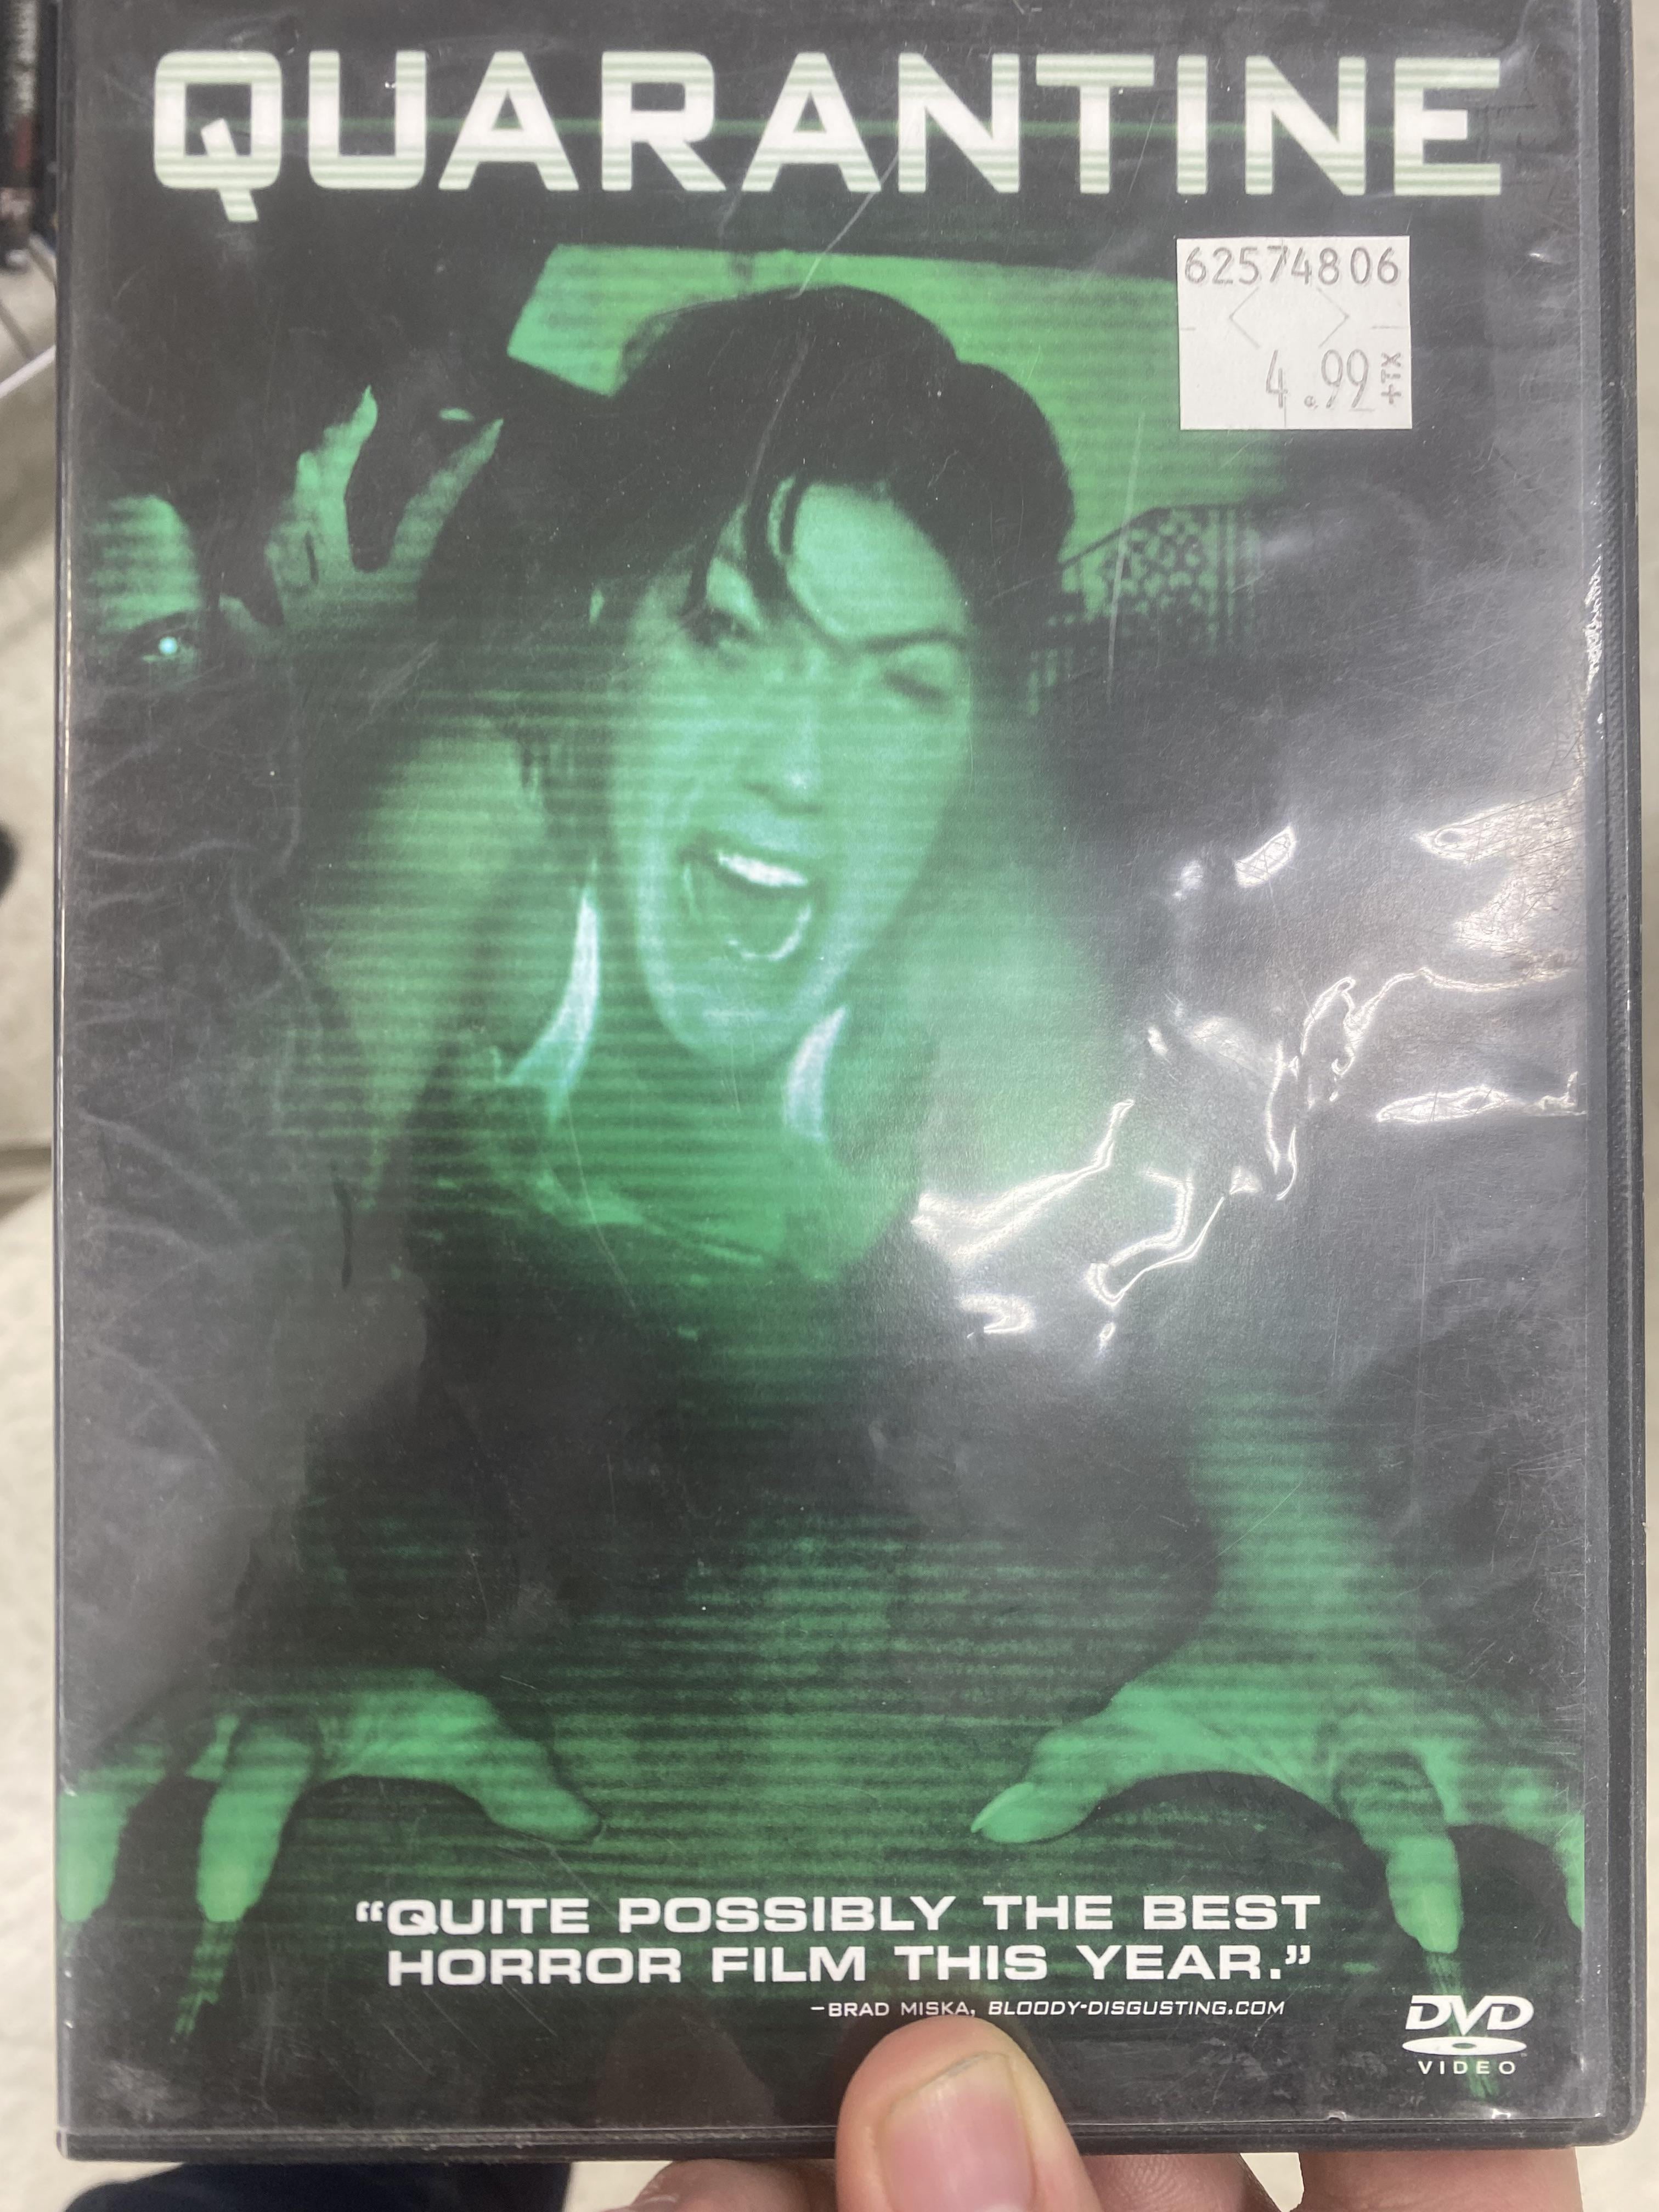 QUARANTINE
62574806
4.99+TX
“QUITE POSSIBLY THE BEST
HORROR FILM THIS YEAR.”
–BRAD MISKA, BLOODY-DISGUSTING.COM
DVD
VIDEO